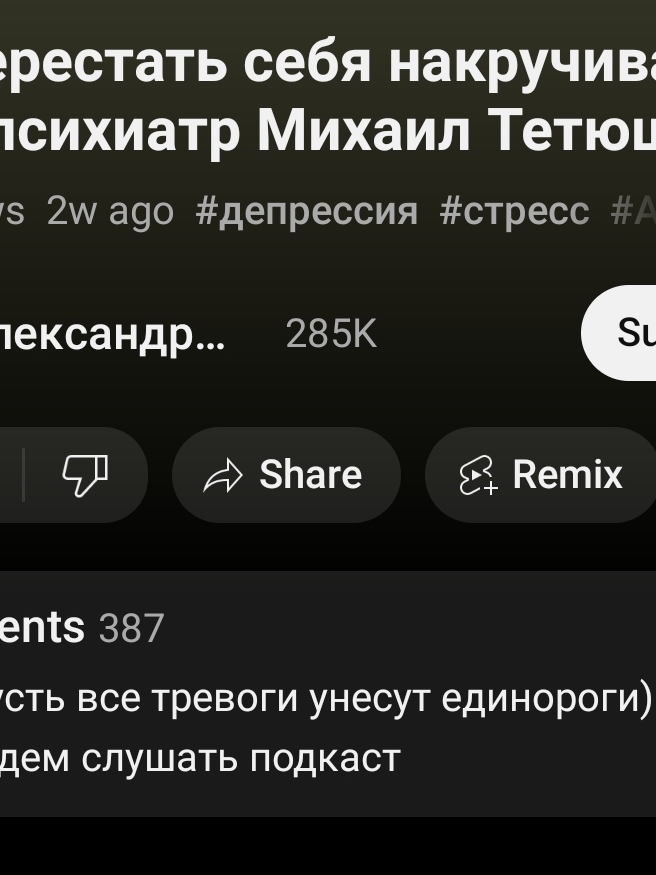 ерестать себя накручива
психиатр Михаил Тетюш
ws 2w ago #депрессия #стресс #A
лександр... 285K Su
Share Remix
ents 387
усть все тревоги унесут единороги)
дем слушать подкаст